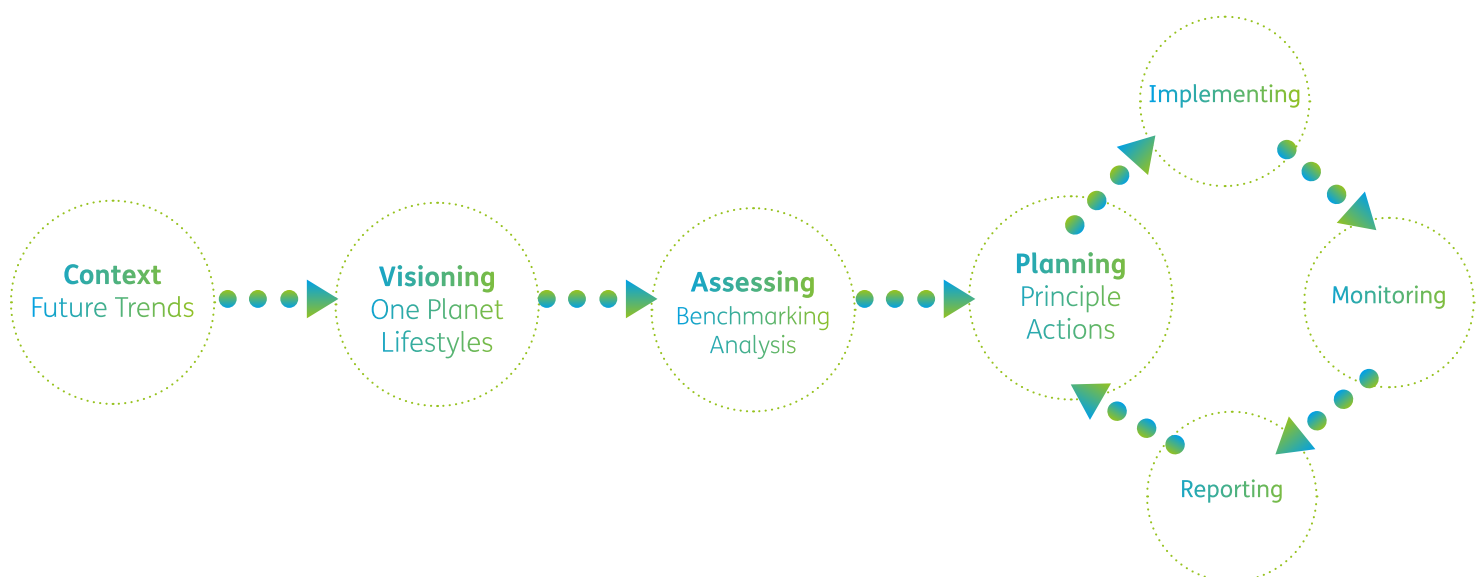 Context
Future Trends
Visioning
One Planet
Lifestyles
Assessing
Benchmarking
Analysis
Planning
Principle
Actions
Implementing
Monitoring
Reporting